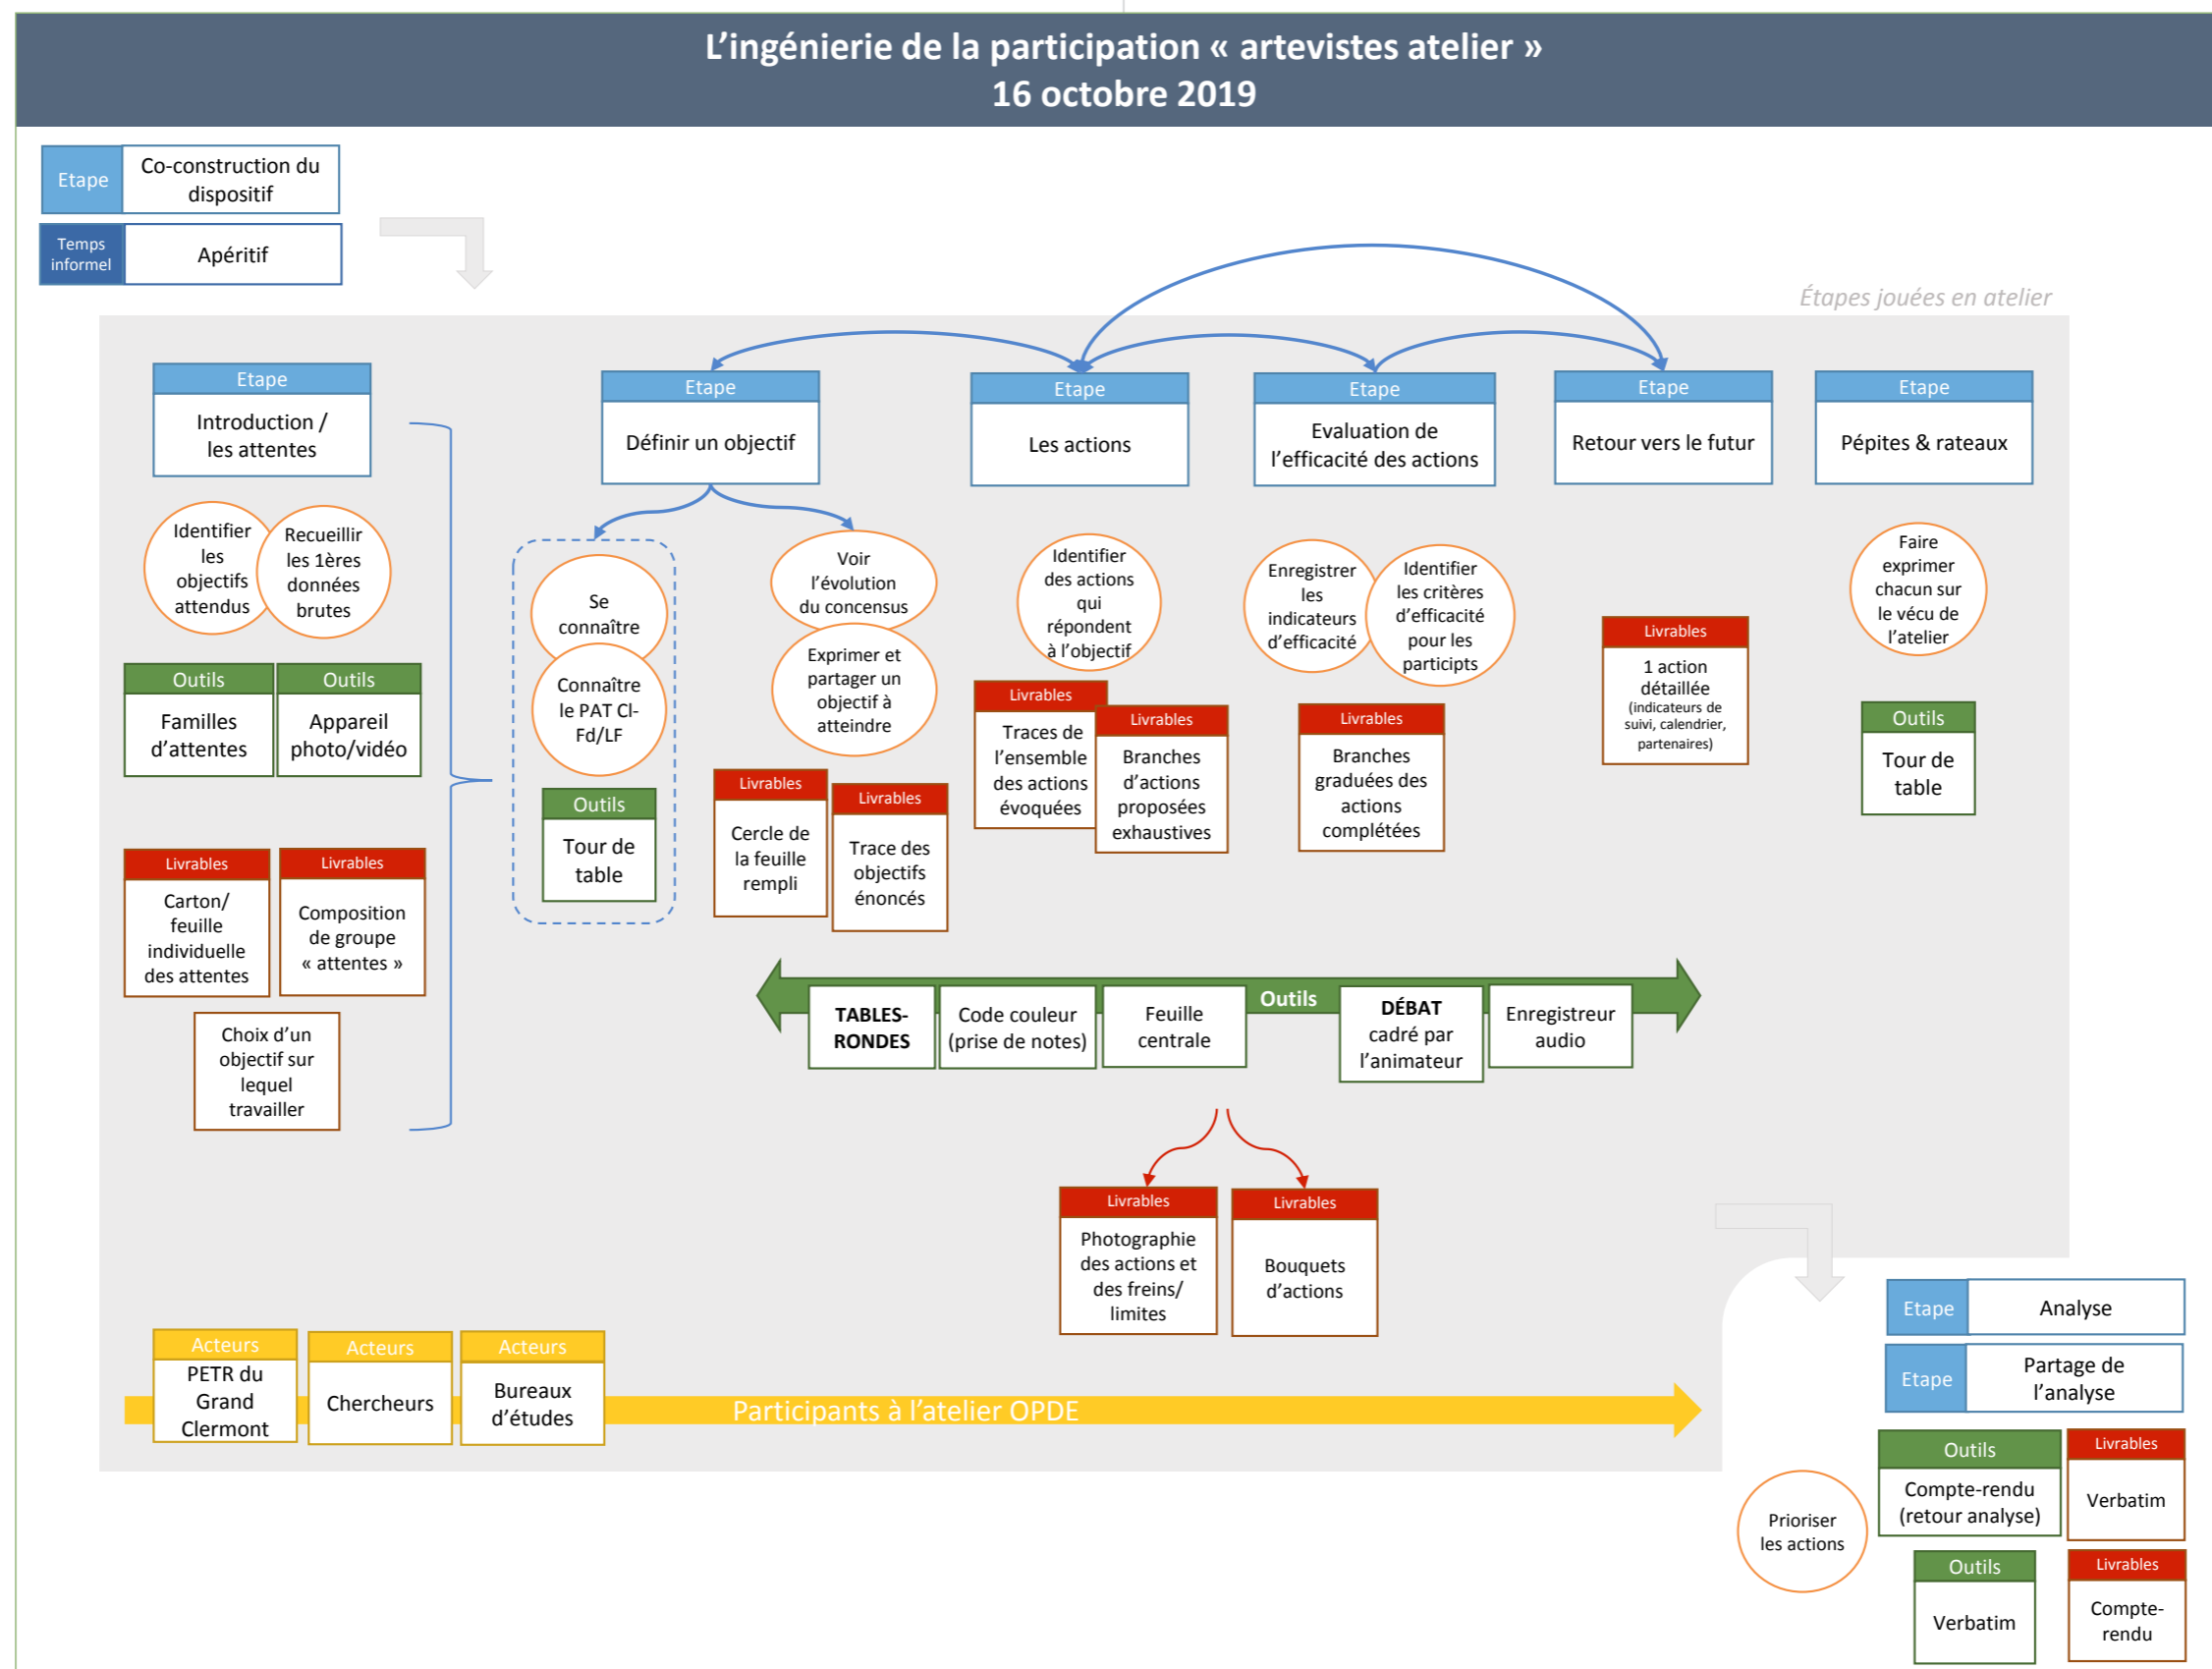 L'ingénierie de la participation « artevistes atelier »
16 octobre 2019
Etape
Co-construction du
dispositif
Temps
informel
Apéritif
Étapes jouées en atelier
Etape
Introduction /
les attentes
Etape
Définir un objectif
Etape
Les actions
Etape
Evaluation de
l'efficacité des actions
Etape
Retour vers le futur
Etape
Pépites & rateaux
Identifier
les
objectifs
attendus
Recueillir
les 1ères
données
brutes
Se
connaître
Connaître
le PAT Cl-
Fd/LF
Voir
l'évolution
du concensus
Exprimer et
partager un
objectif à
atteindre
Identifier
des actions
qui
répondent
à l'objectif
Enregistrer
les
indicateurs
d'efficacité
Identifier
les critères
d'efficacité
pour les
particpts
Livrables
1 action
détaillée
(indicateurs de
suivi, calendrier,
partenaires)
Faire
exprimer
chacun sur
le vécu de
l'atelier
Outils
Familles
d'attentes
Outils
Appareil
photo/vidéo
Outils
Tour de
table
Livrables
Cercle de
la feuille
rempli
Livrables
Trace des
objectifs
énoncés
Livrables
Traces de
l'ensemble
des actions
évoquées
Livrables
Branches
d'actions
proposées
exhaustives
Livrables
Branches
graduées des
actions
complétées
Outils
Tour de
table
Livrables
Carton/
feuille
individuelle
des attentes
Livrables
Composition
de groupe
« attentes »
Choix d'un
objectif sur
lequel
travailler
Outils
TABLES-
RONDES
Code couleur
(prise de notes)
Feuille
centrale
DÉBAT
cadré par
l'animateur
Enregistreur
audio
Livrables
Photographie
des actions et
des freins/
limites
Livrables
Bouquets
d'actions
Acteurs
PETR du
Grand
Clermont
Acteurs
Chercheurs
Acteurs
Bureaux
d'études
Participants à l'atelier OPDE
Etape
Analyse
Etape
Partage de
l'analyse
Prioriser
les actions
Outils
Compte-rendu
(retour analyse)
Livrables
Verbatim
Outils
Verbatim
Livrables
Compte-
rendu